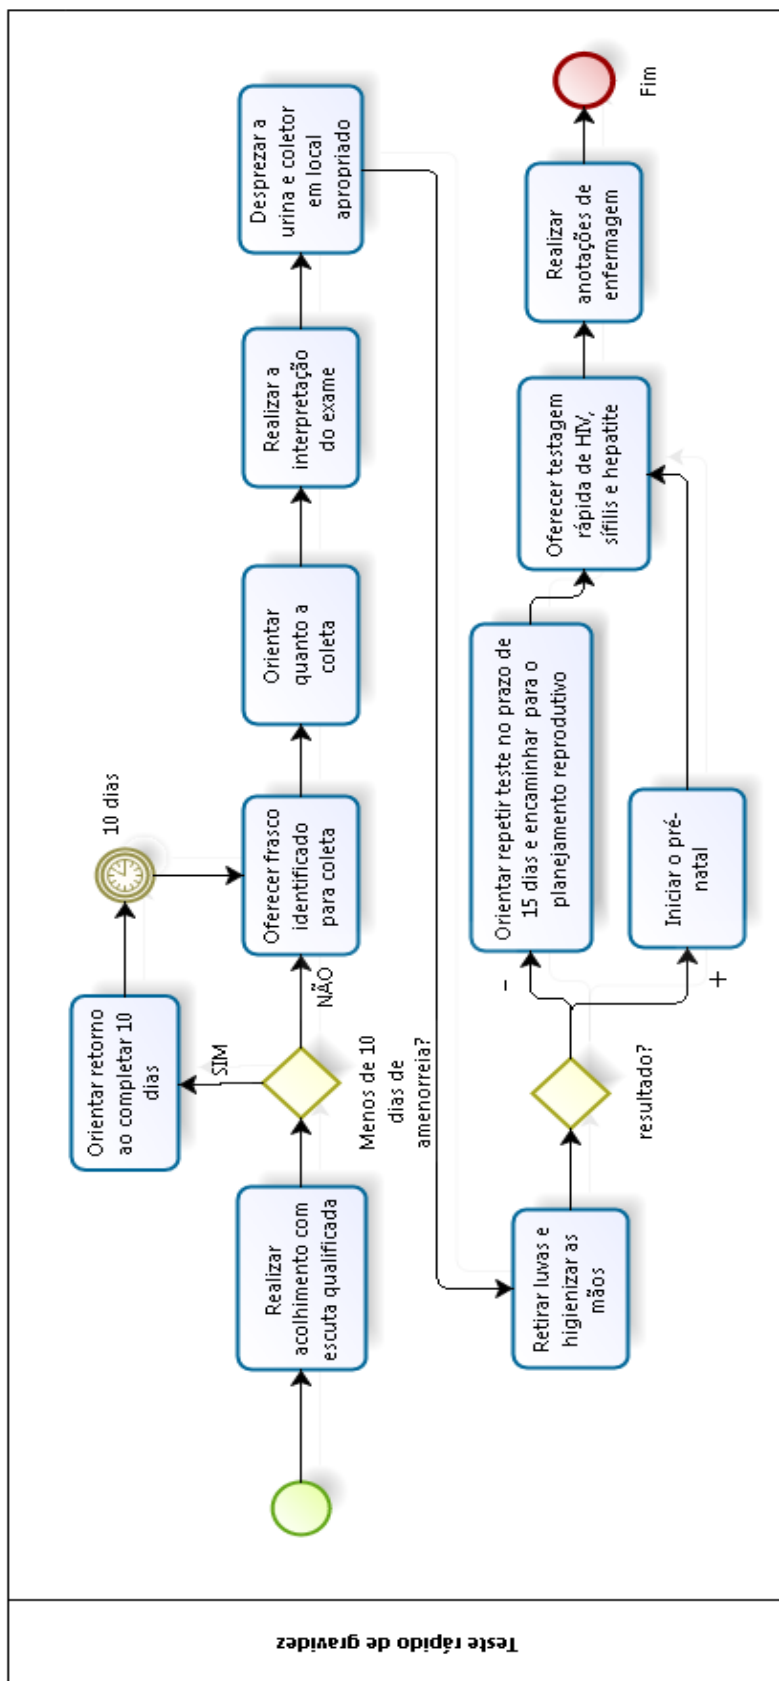 Teste rápido de gravidez
Realizar
acolhimento com
escuta qualificada
Menos de 10
dias de
amenorreia?
SIM
NÃO
Orientar retorno
ao completar 10
dias
10 dias
Oferecer frasco
identificado
para coleta
Orientar
quanto a
coleta
Realizar a
interpretação
do exame
Desprezar a
urina e coletor
em local
apropriado
Retirar luvas e
higienizar as
mãos
resultado?
-
+
Orientar repetir teste no prazo de
15 dias e encaminhar para o
planejamento reprodutivo
Iniciar o pré-
natal
Oferecer testagem
rápida de HIV,
sífilis e hepatite
Realizar
anotações de
enfermagem
Fim